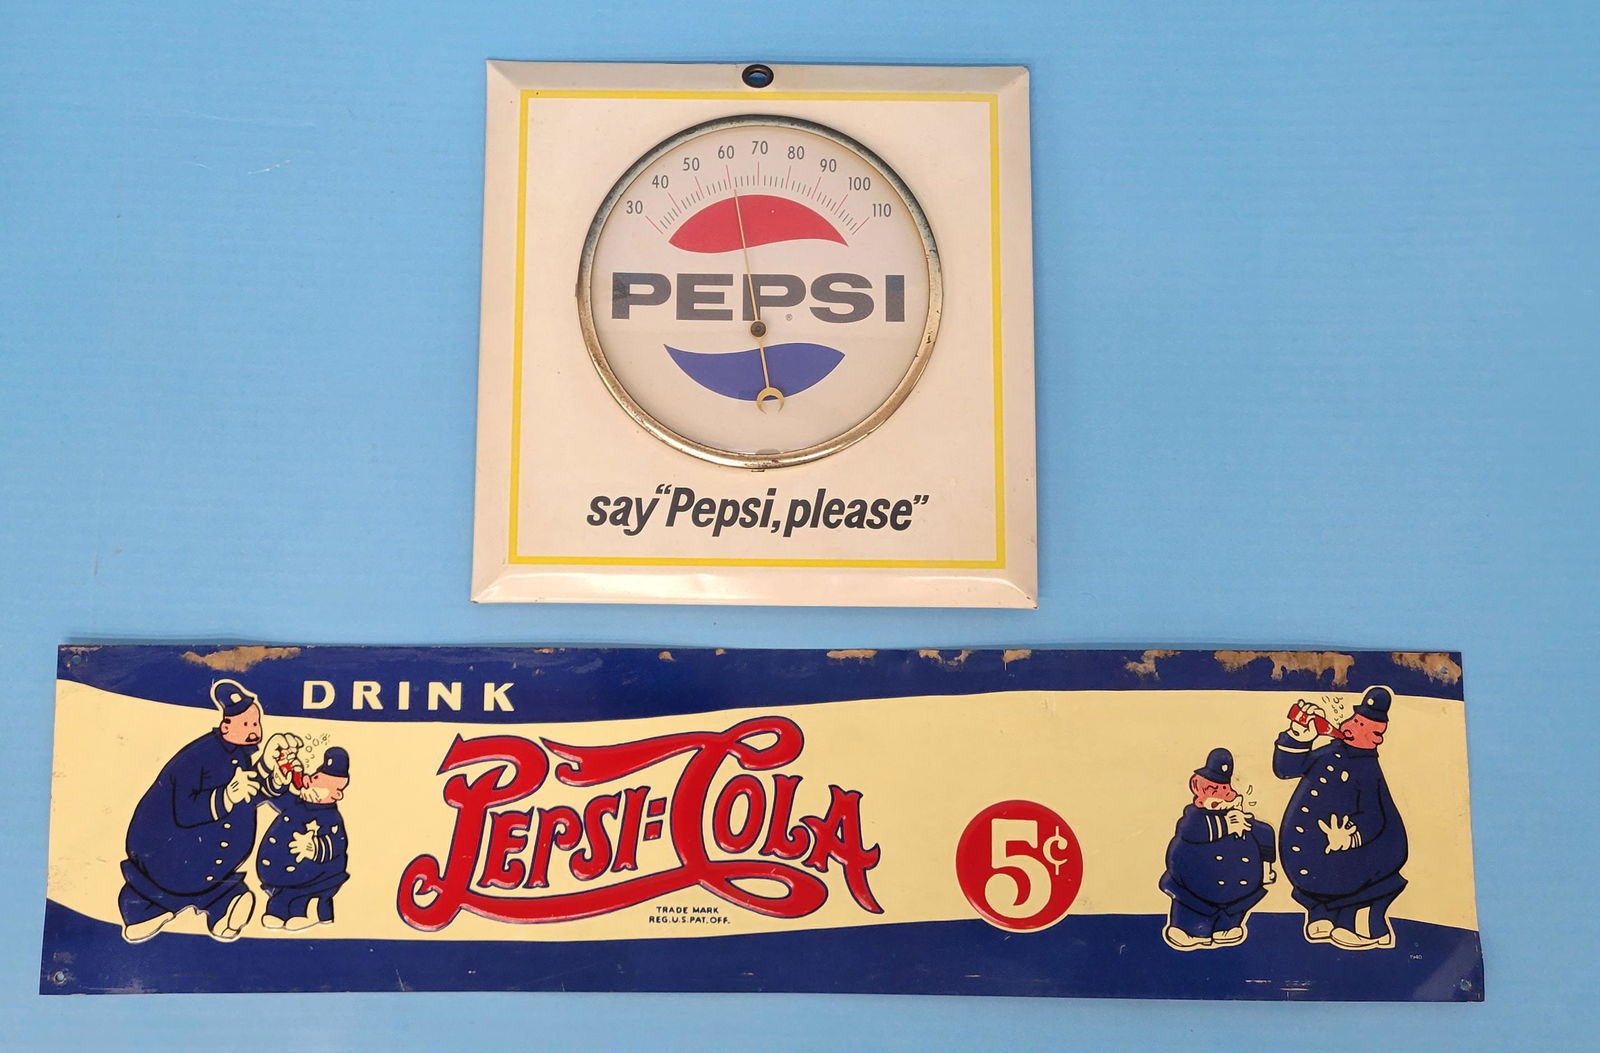 30 40 50 60 70 80 90 100 110
PEPSI
®
say “Pepsi, please”
DRINK
PEPSI=COLA
5¢
TRADE MARK
REG. U.S. PAT. OFF.